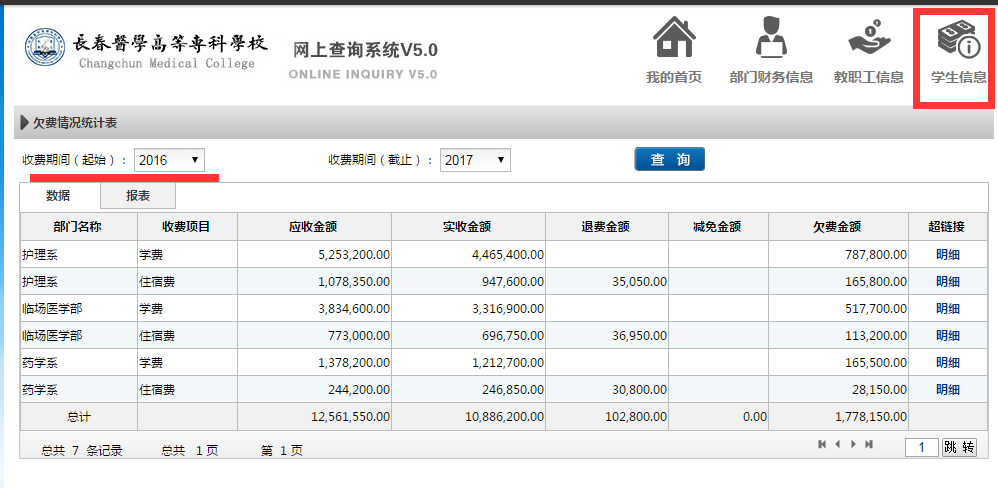 長春醫學高等專科學校
Changchun Medical College
网上查询系统V5.0
ONLINE INQUIRY V5.0
我的首页 部门财务信息 教职工信息 学生信息
欠费情况统计表
收费期间（起始）： 2016 收费期间（截止）： 2017 查 询
数据 报表
部门名称 收费项目 应收金额 实收金额 退费金额 减免金额 欠费金额 超链接
护理系 学费 5,253,200.00 4,465,400.00 787,800.00 明细
护理系 住宿费 1,078,350.00 947,600.00 35,050.00 165,800.00 明细
临场医学部 学费 3,834,600.00 3,316,900.00 517,700.00 明细
临场医学部 住宿费 773,000.00 696,750.00 36,950.00 113,200.00 明细
药学系 学费 1,378,200.00 1,212,700.00 165,500.00 明细
药学系 住宿费 244,200.00 246,850.00 30,800.00 28,150.00 明细
总计 12,561,550.00 10,886,200.00 102,800.00 0.00 1,778,150.00
总共 7 条记录 总共 1 页 第 1 页 1 跳 转